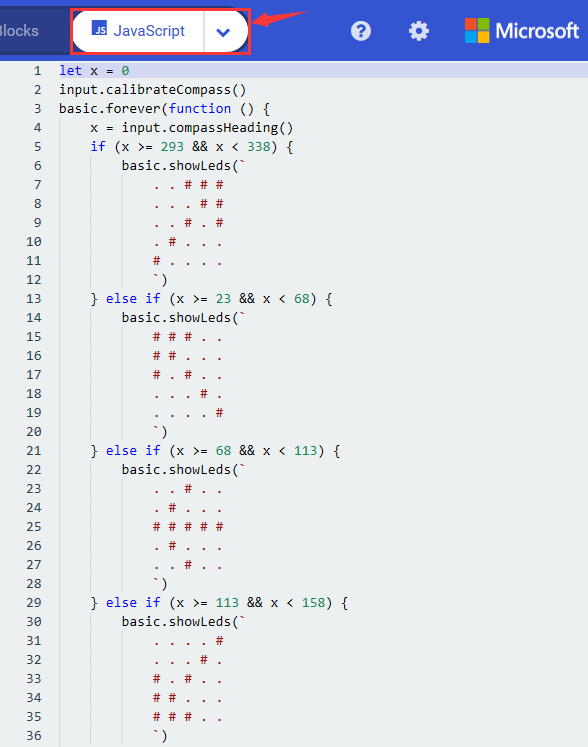 locks
JS JavaScript
Microsoft
1 let x = 0
2 input.calibrateCompass()
3 basic.forever(function () {
4     x = input.compassHeading()
5     if (x >= 293 && x < 338) {
6         basic.showLeds(`
7             . . # # #
8             . . . # #
9             . . # . #
10             . # . . .
11             # . . . .
12             `)
13     } else if (x >= 23 && x < 68) {
14         basic.showLeds(`
15             # # # . .
16             # # . . .
17             # . # . .
18             . . . # .
19             . . . . #
20             `)
21     } else if (x >= 68 && x < 113) {
22         basic.showLeds(`
23             . . # . .
24             . # . . .
25             # # # # #
26             . # . . .
27             . . # . .
28             `)
29     } else if (x >= 113 && x < 158) {
30         basic.showLeds(`
31             . . . . #
32             . . . # .
33             # . # . .
34             # # . . .
35             # # # . .
36             `)